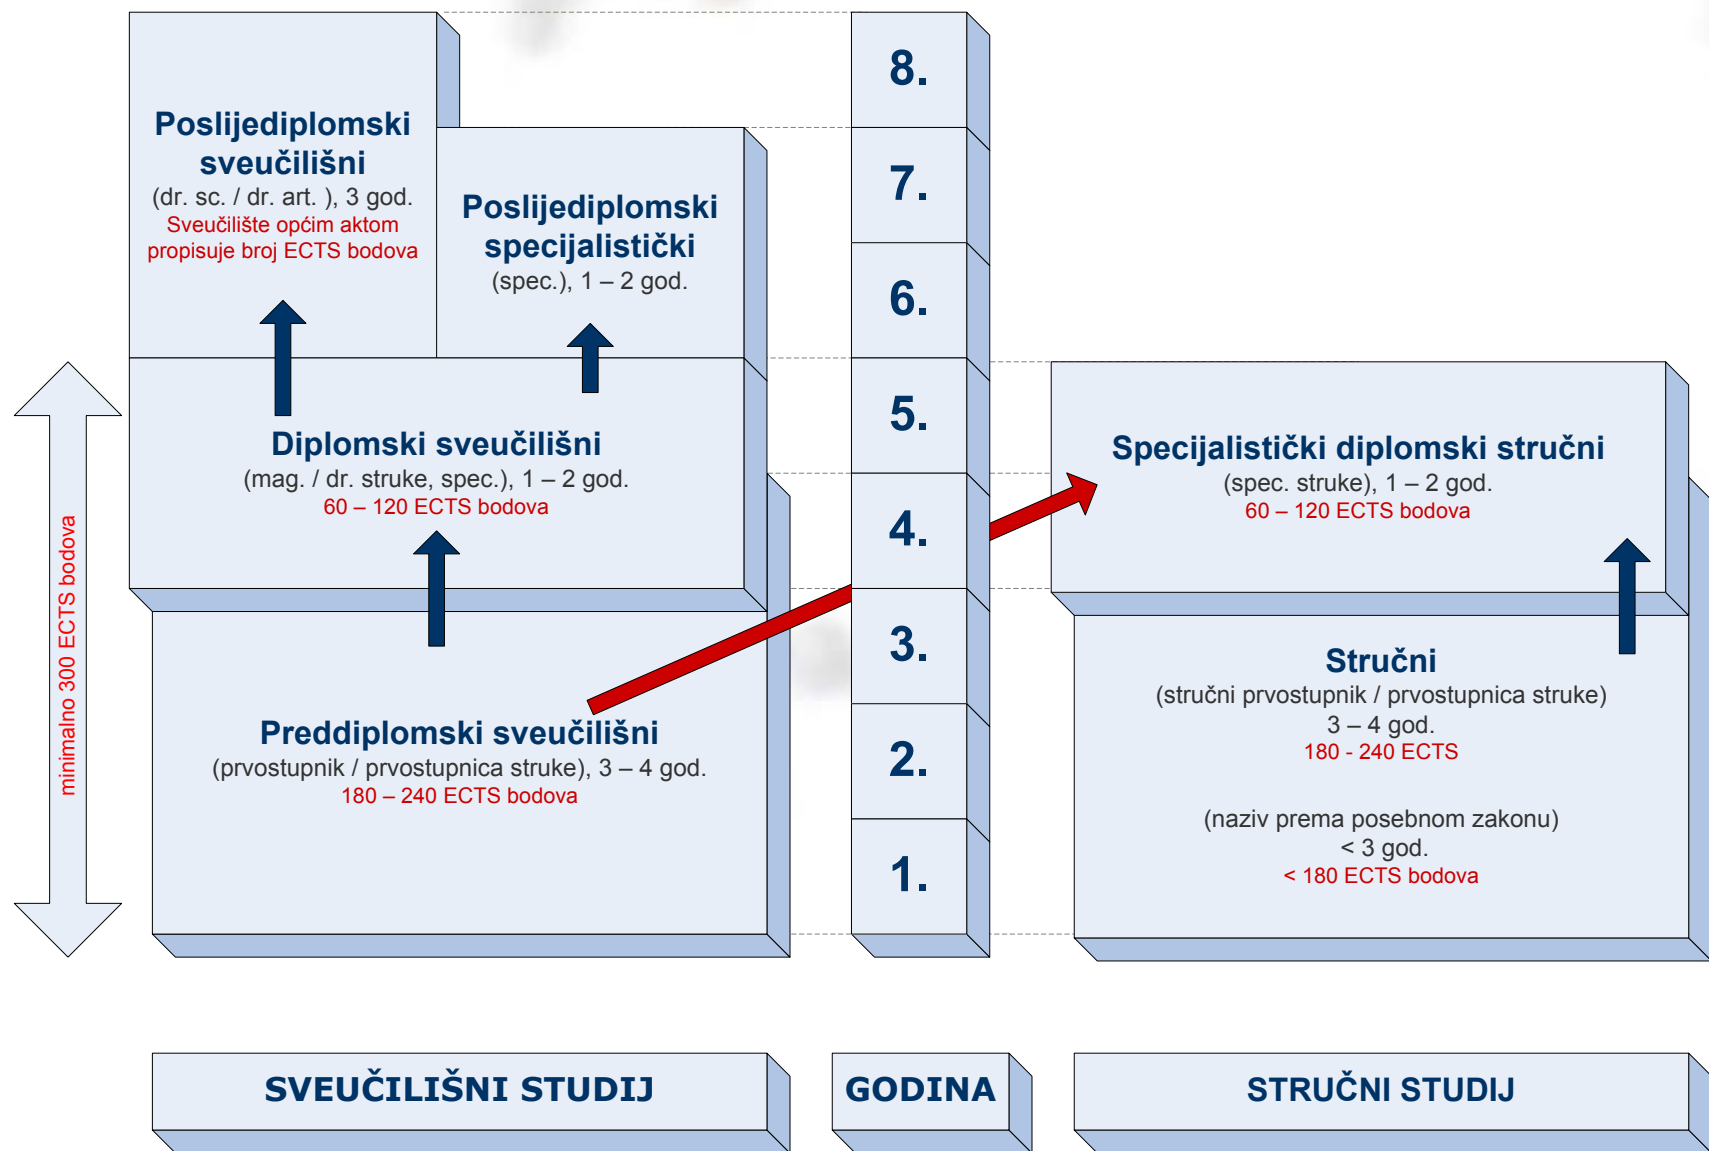 Poslijediplomski
sveučilišni
(dr. sc. / dr. art. ), 3 god.
Sveučilište općim aktom
propisuje broj ECTS bodova
Poslijediplomski
specijalistički
(spec.), 1 – 2 god.
Diplomski sveučilišni
(mag. / dr. struke, spec.), 1 – 2 god.
60 – 120 ECTS bodova
Preddiplomski sveučilišni
(prvostupnik / prvostupnica struke), 3 – 4 god.
180 – 240 ECTS bodova
minimalno 300 ECTS bodova
8.
7.
6.
5.
4.
3.
2.
1.
Specijalistički diplomski stručni
(spec. struke), 1 – 2 god.
60 – 120 ECTS bodova
Stručni
(stručni prvostupnik / prvostupnica struke)
3 – 4 god.
180 - 240 ECTS
(naziv prema posebnom zakonu)
< 3 god.
< 180 ECTS bodova
SVEUČILIŠNI STUDIJ
GODINA
STRUČNI STUDIJ